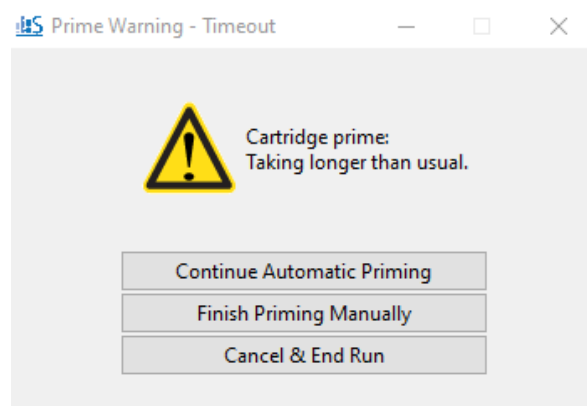 Prime Warning - Timeout
Cartridge prime:
Taking longer than usual.
Continue Automatic Priming
Finish Priming Manually
Cancel & End Run